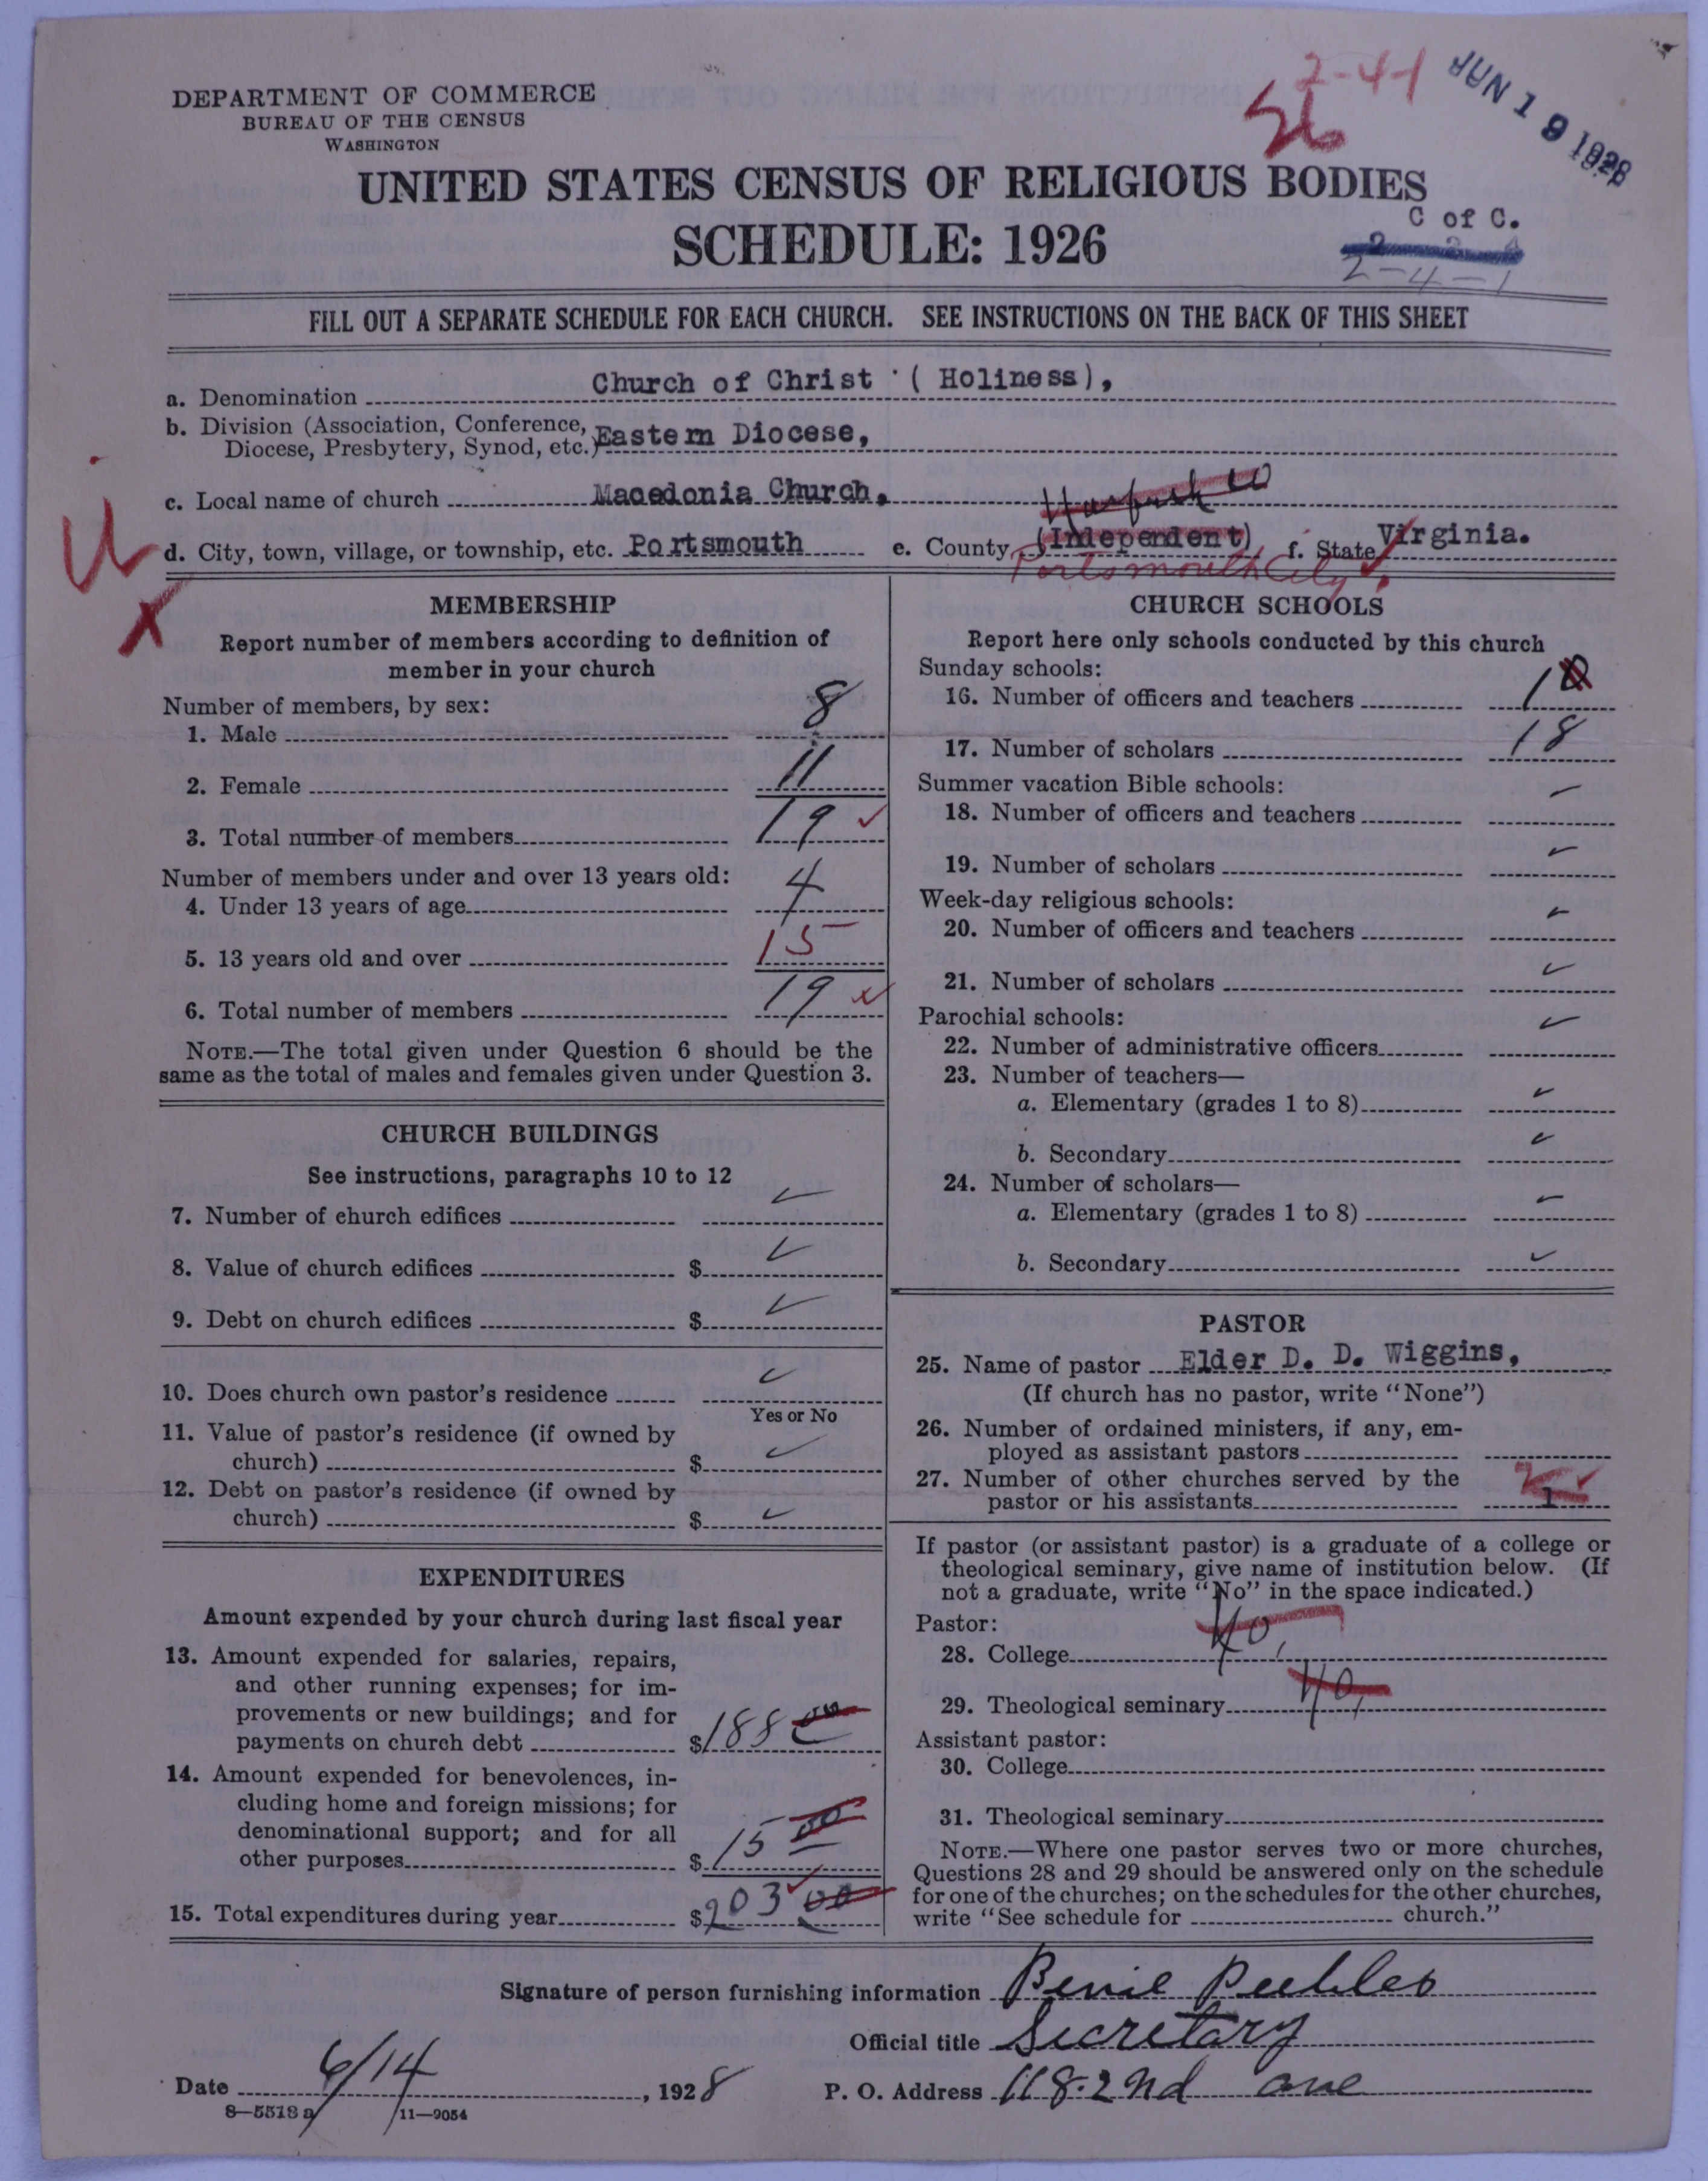 DEPARTMENT OF COMMERCE
BUREAU OF THE CENSUS
WASHINGTON
2-41
JUN 19 1928
UNITED STATES CENSUS OF RELIGIOUS BODIES
SCHEDULE: 1926
C of C.
2-4-1
FILL OUT A SEPARATE SCHEDULE FOR EACH CHURCH. SEE INSTRUCTIONS ON THE BACK OF THIS SHEET
a. Denomination Church of Christ (Holiness),
b. Division (Association, Conference, Diocese, Presbytery, Synod, etc.) Eastern Diocese,
c. Local name of church Macedonia Church.
d. City, town, village, or township, etc. Portsmouth e. County (Independent) f. State Virginia.
Portsmouth City
MEMBERSHIP
Report number of members according to definition of
member in your church
Number of members, by sex:
1. Male 8
2. Female 11
3. Total number of members 19
Number of members under and over 13 years old:
4. Under 13 years of age 4
5. 13 years old and over 15
6. Total number of members 19
NOTE.—The total given under Question 6 should be the
same as the total of males and females given under Question 3.
CHURCH BUILDINGS
See instructions, paragraphs 10 to 12
7. Number of church edifices
8. Value of church edifices $
9. Debt on church edifices $
10. Does church own pastor's residence
Yes or No
11. Value of pastor's residence (if owned by
church) $
12. Debt on pastor's residence (if owned by
church) $
EXPENDITURES
Amount expended by your church during last fiscal year
13. Amount expended for salaries, repairs,
and other running expenses; for im-
provements or new buildings; and for
payments on church debt $188 00
14. Amount expended for benevolences, in-
cluding home and foreign missions; for
denominational support; and for all
other purposes $15 00
15. Total expenditures during year $203 00
CHURCH SCHOOLS
Report here only schools conducted by this church
Sunday schools:
16. Number of officers and teachers 1
17. Number of scholars 18
Summer vacation Bible schools:
18. Number of officers and teachers
19. Number of scholars
Week-day religious schools:
20. Number of officers and teachers
21. Number of scholars
Parochial schools:
22. Number of administrative officers
23. Number of teachers—
a. Elementary (grades 1 to 8)
b. Secondary
24. Number of scholars—
a. Elementary (grades 1 to 8)
b. Secondary
PASTOR
25. Name of pastor Elder D. D. Wiggins,
(If church has no pastor, write "None")
26. Number of ordained ministers, if any, em-
ployed as assistant pastors
27. Number of other churches served by the
pastor or his assistants 1
If pastor (or assistant pastor) is a graduate of a college or
theological seminary, give name of institution below. (If
not a graduate, write "No" in the space indicated.)
Pastor:
28. College No,
29. Theological seminary No,
Assistant pastor:
30. College
31. Theological seminary
NOTE.—Where one pastor serves two or more churches,
Questions 28 and 29 should be answered only on the schedule
for one of the churches; on the schedules for the other churches,
write "See schedule for church."
Signature of person furnishing information Benie Peebles
Official title Secretary
Date 6/14, 1928 P. O. Address 118-2nd ave
8-5518 a 11-9054